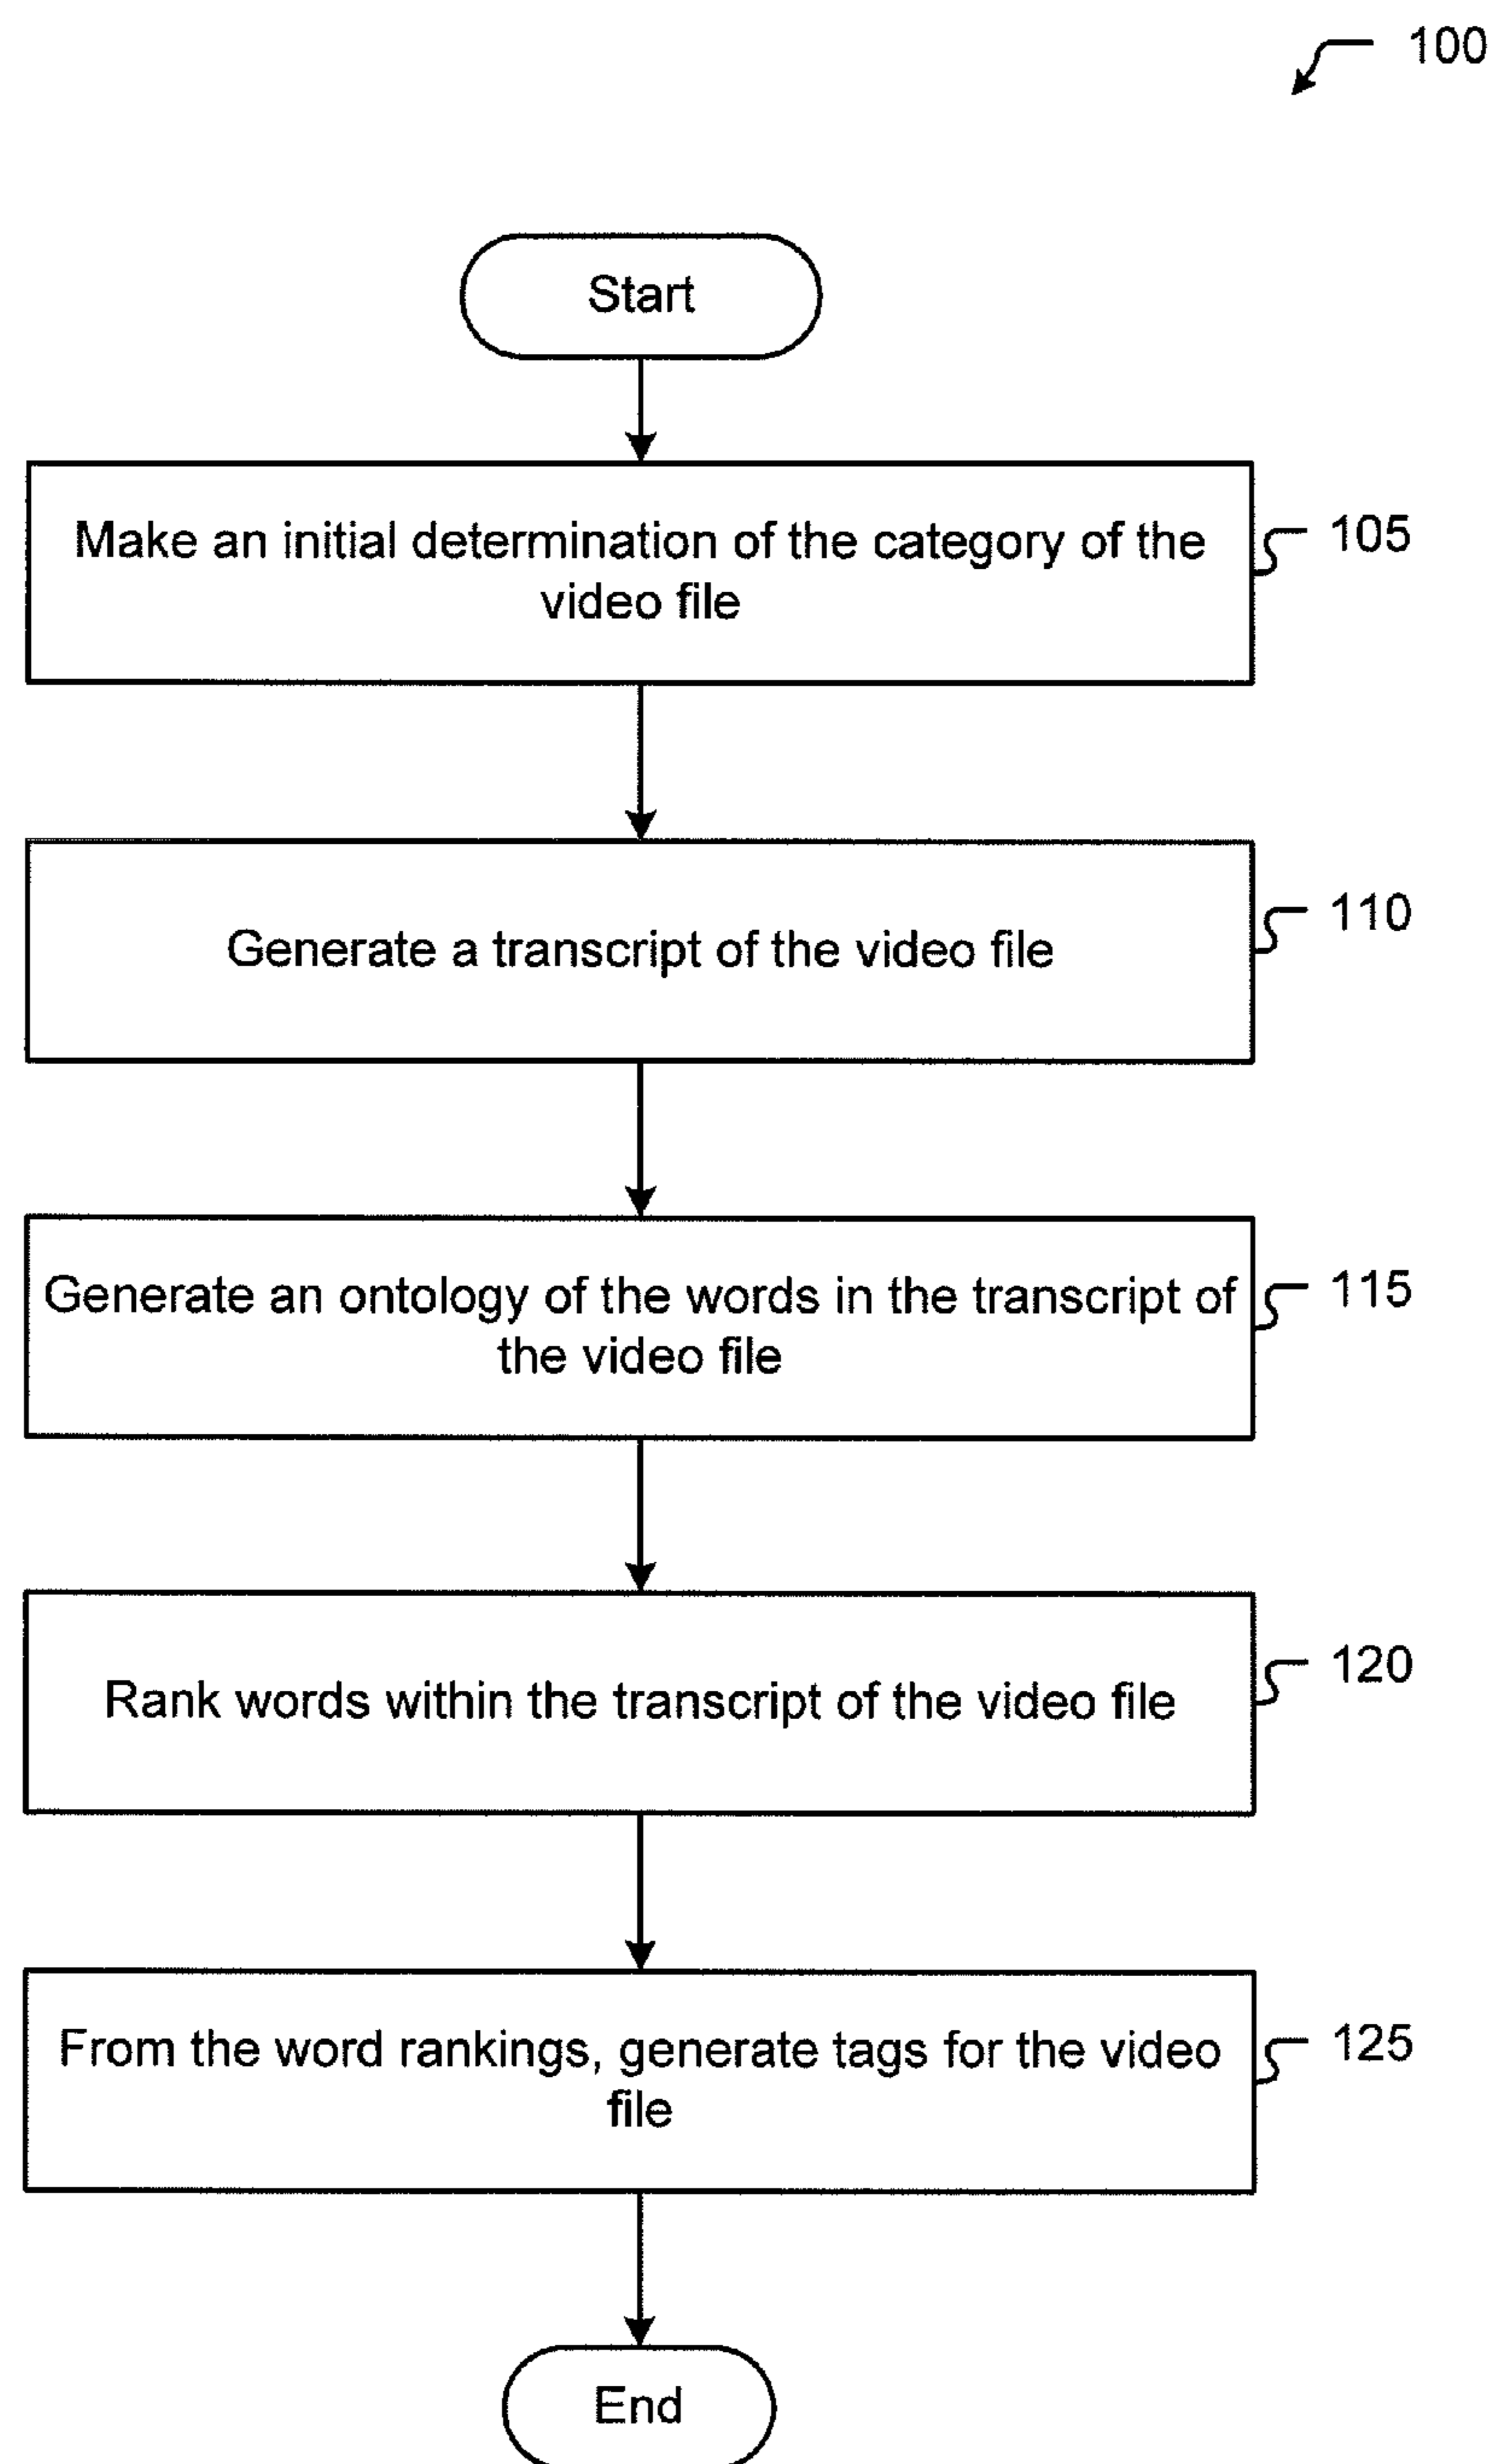 100
Start
Make an initial determination of the category of the
video file
105
Generate a transcript of the video file
110
Generate an ontology of the words in the transcript of
the video file
115
Rank words within the transcript of the video file
120
From the word rankings, generate tags for the video
file
125
End